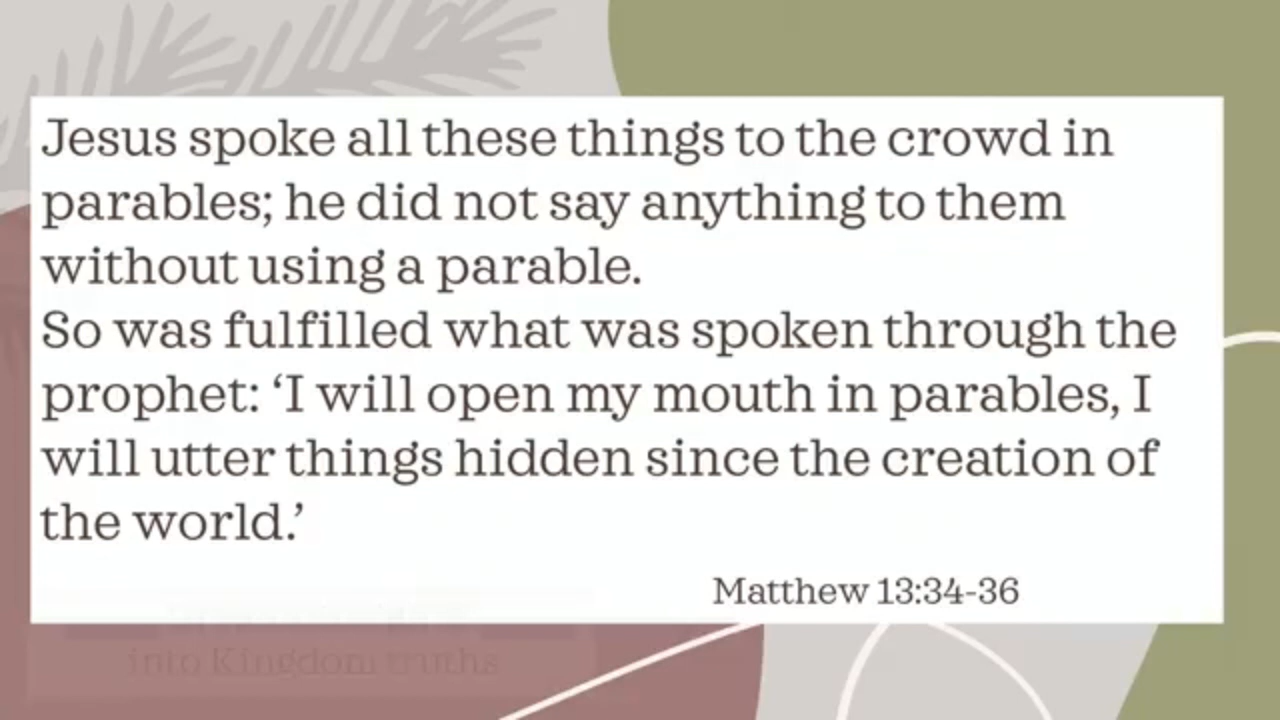 Jesus spoke all these things to the crowd in
parables; he did not say anything to them
without using a parable.
So was fulfilled what was spoken through the
prophet: ‘I will open my mouth in parables, I
will utter things hidden since the creation of
the world.’
Matthew 13:34-36
into Kingdom truths